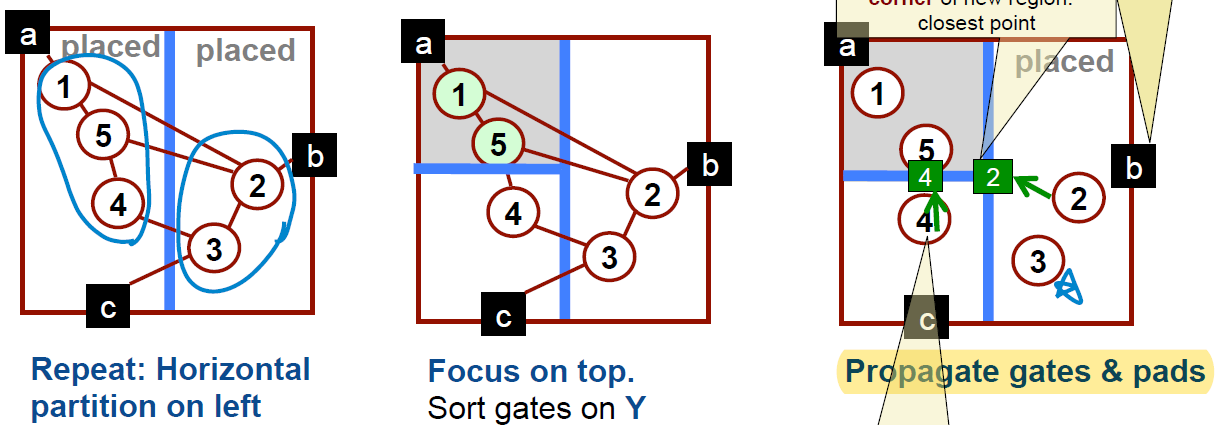 corner of new region:
closest point
a
placed
placed
1
5
4
2
3
b
c
Repeat: Horizontal
partition on left
a
1
5
4
2
3
b
c
Focus on top.
Sort gates on Y
a
placed
1
5
4
2
4
2
3
b
c
Propagate gates & pads